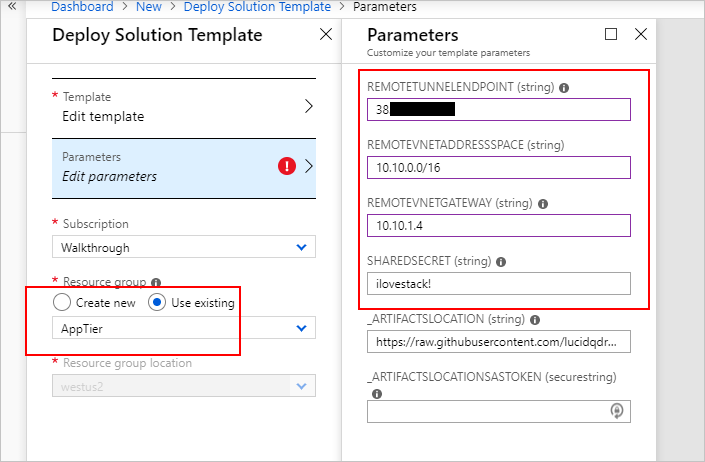 «
Dashboard > New > Deploy Solution Template > Parameters
Deploy Solution Template
* Template
Edit template
Parameters
Edit parameters
* Subscription
Walkthrough
* Resource group
Create new Use existing
AppTier
* Resource group location
westus2
Parameters
Customize your template parameters
REMOTETUNNELENDPOINT (string)
38
REMOTEVNETADDRESSSPACE (string)
10.10.0.0/16
REMOTEVNETGATEWAY (string)
10.10.1.4
SHAREDSECRET (string)
ilovestack!
_ARTIFACTSLOCATION (string)
https://raw.githubusercontent.com/lucidqdr...
_ARTIFACTSLOCATIONSASTOKEN (securestring)